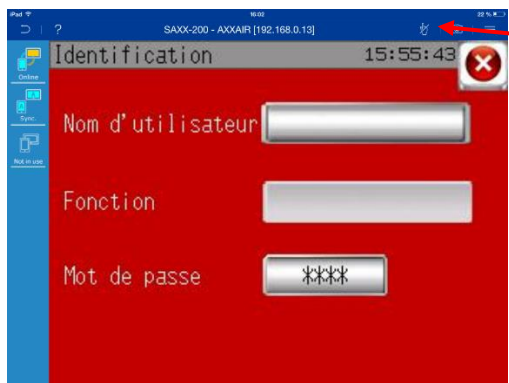 iPad 16:02 22 %
? SAXX-200 - AXXAIR [192.168.0.13]
Identification 15:55:43
Online
Sync.
Not in use
Nom d'utilisateur
Fonction
Mot de passe ****